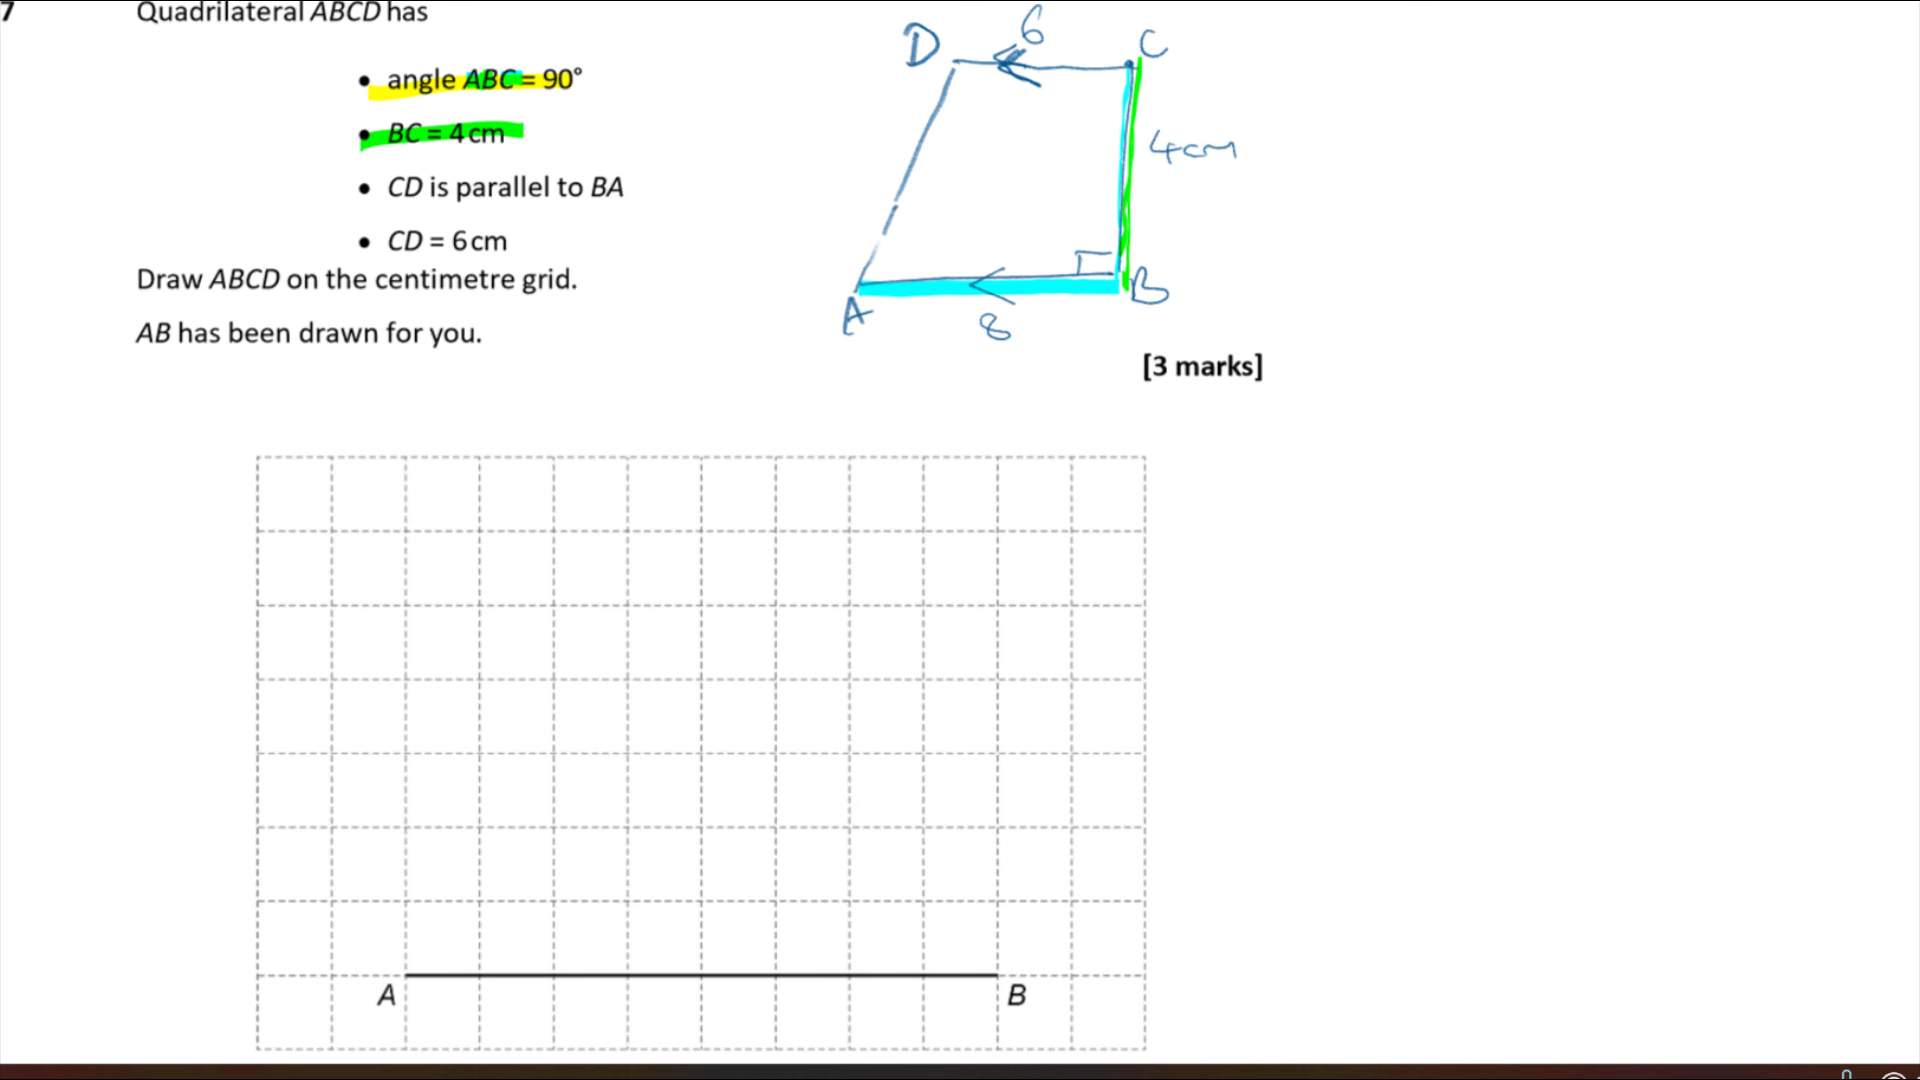 7 Quadrilateral ABCD has
• angle ABC = 90°
• BC = 4 cm
• CD is parallel to BA
• CD = 6 cm
Draw ABCD on the centimetre grid.
AB has been drawn for you.
D 6 C
4cm
A 8 B
[3 marks]
A B